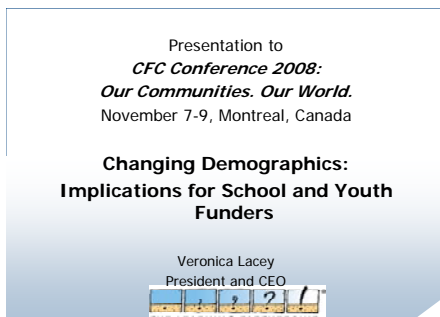 Presentation to
CFC Conference 2008:
Our Communities. Our World.
November 7-9, Montreal, Canada
Changing Demographics:
Implications for School and Youth
Funders
Veronica Lacey
President and CEO